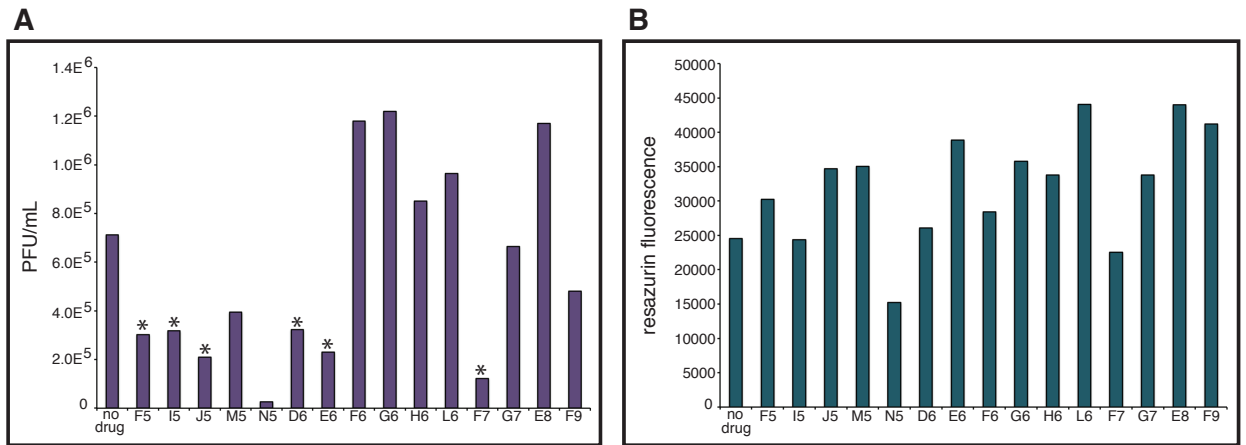 A
B
PFU/mL
1.4E⁶
1.2E⁶
1.0E⁶
8.0E⁵
6.0E⁵
4.0E⁵
2.0E⁵
0
* * * * * *
no drug F5 I5 J5 M5 N5 D6 E6 F6 G6 H6 L6 F7 G7 E8 F9
resazurin fluorescence
50000
45000
40000
35000
30000
25000
20000
15000
10000
5000
0
no drug F5 I5 J5 M5 N5 D6 E6 F6 G6 H6 L6 F7 G7 E8 F9